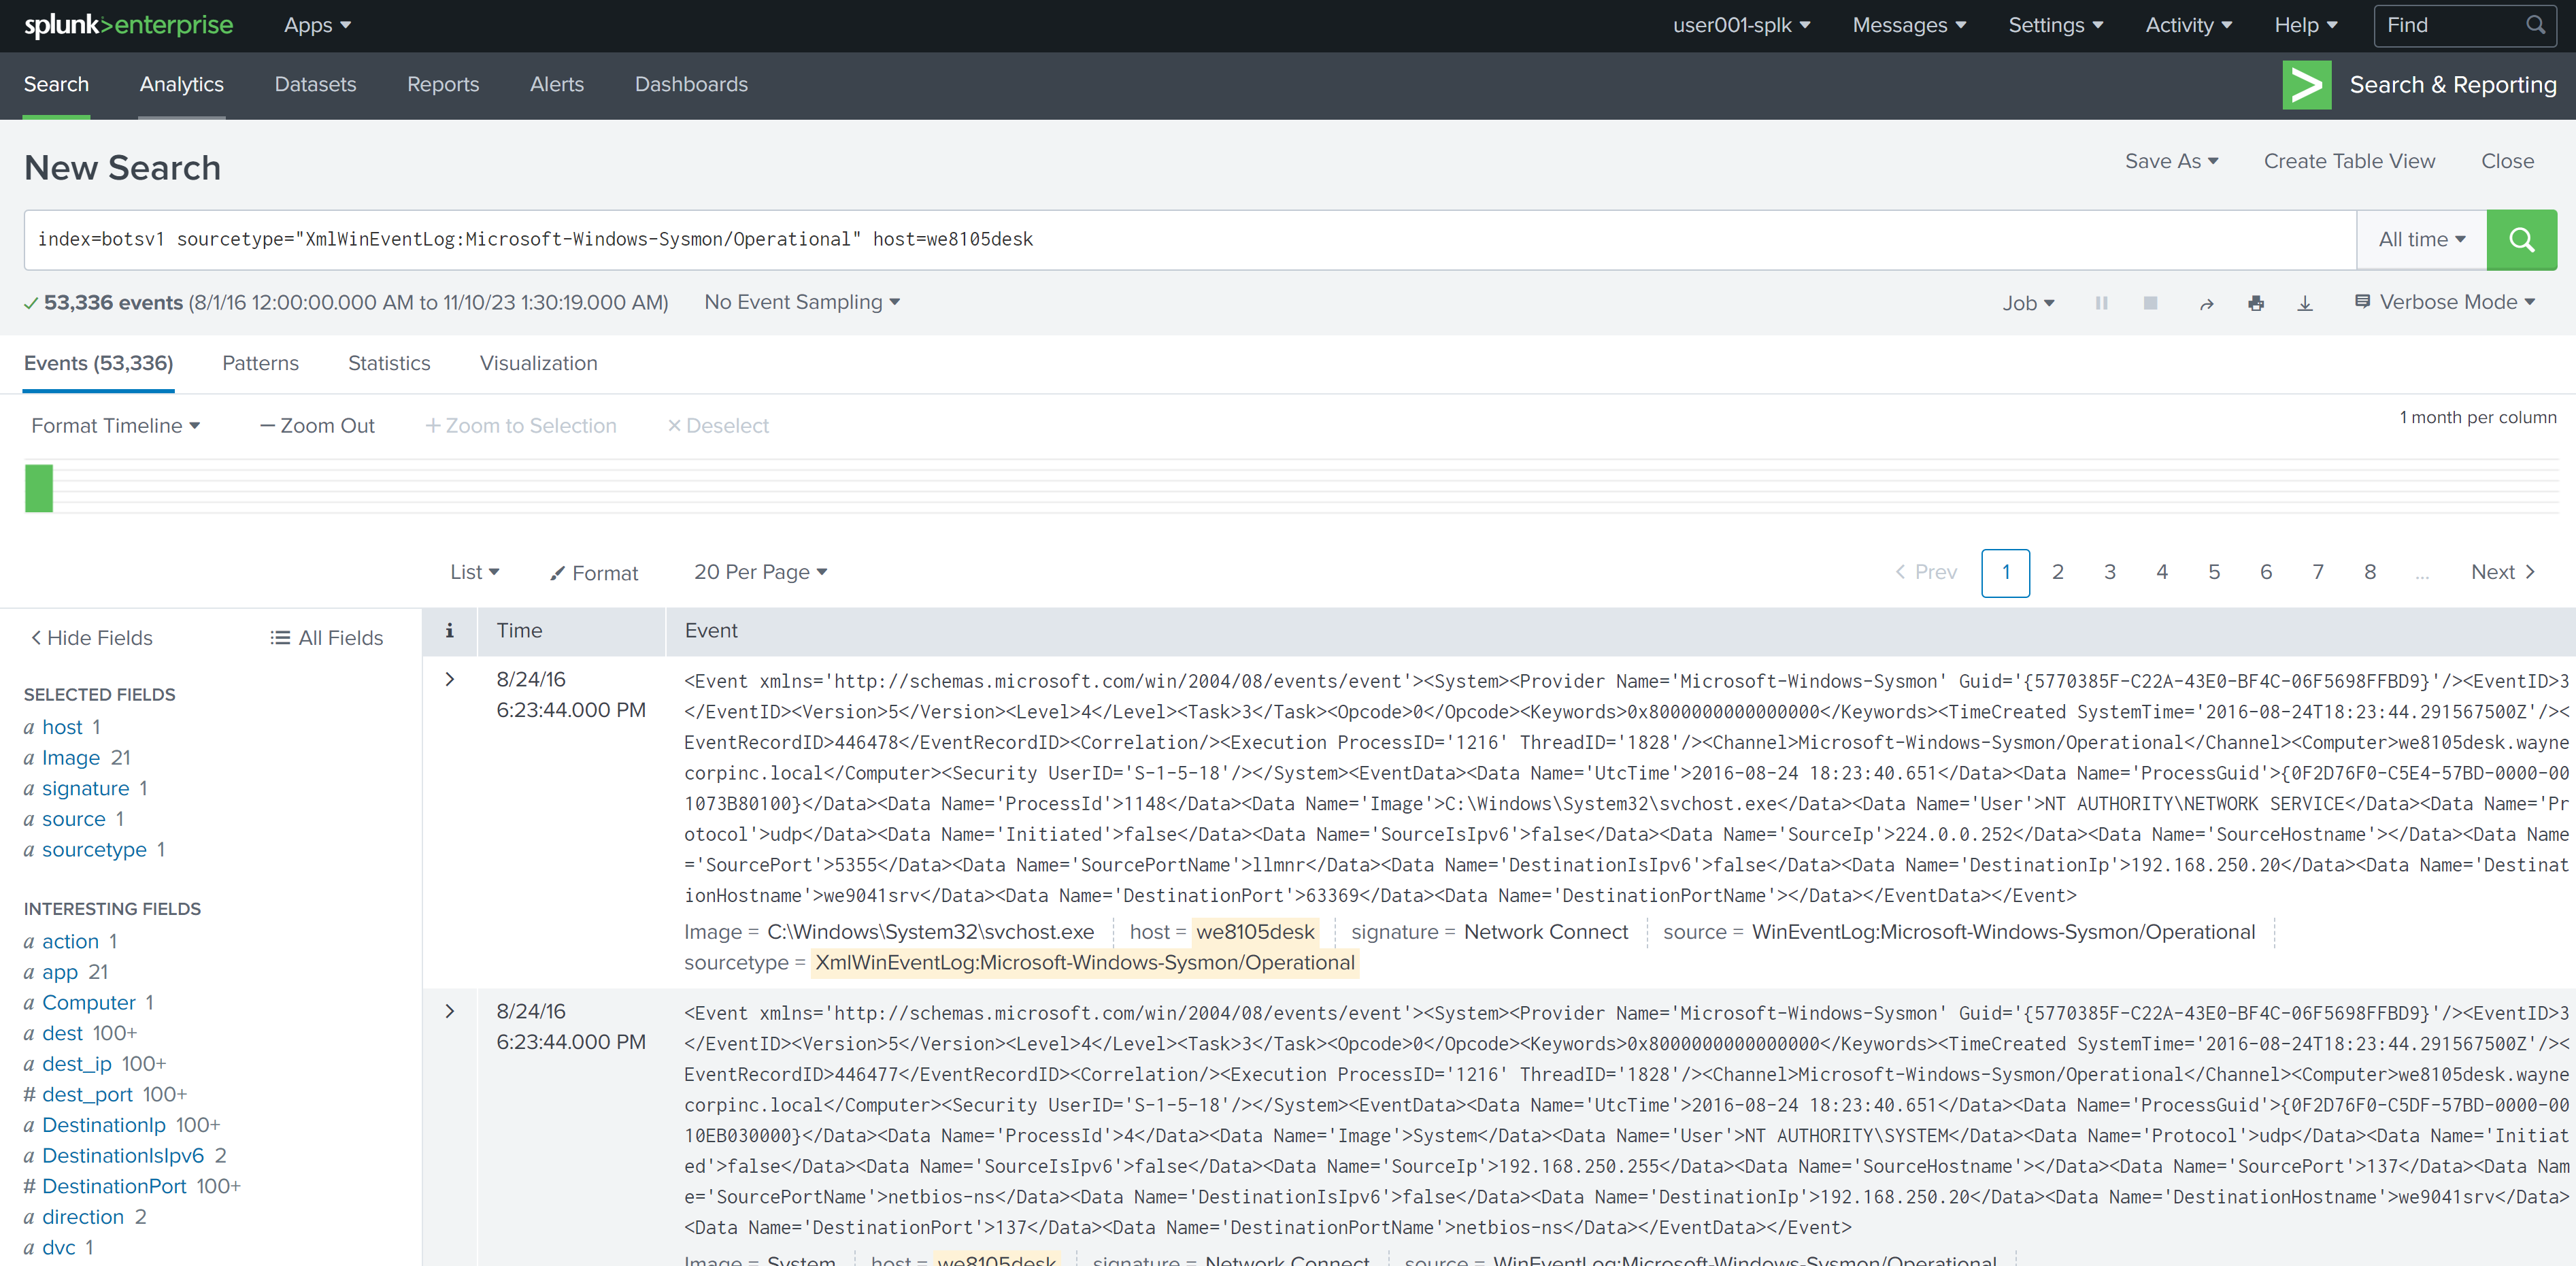 splunk>enterprise Apps user001-splk Messages Settings Activity Help Find
Search Analytics Datasets Reports Alerts Dashboards Search & Reporting
New Search Save As Create Table View Close
index=botsv1 sourcetype="XmlWinEventLog:Microsoft-Windows-Sysmon/Operational" host=we8105desk All time
53,336 events (8/1/16 12:00:00.000 AM to 11/10/23 1:30:19.000 AM) No Event Sampling Job Verbose Mode
Events (53,336) Patterns Statistics Visualization
Format Timeline — Zoom Out + Zoom to Selection × Deselect 1 month per column
List Format 20 Per Page < Prev 1 2 3 4 5 6 7 8 ... Next >
< Hide Fields All Fields
SELECTED FIELDS
a host 1
a Image 21
a signature 1
a source 1
a sourcetype 1
INTERESTING FIELDS
a action 1
a app 21
a Computer 1
a dest 100+
a dest_ip 100+
# dest_port 100+
a DestinationIp 100+
a DestinationIsIpv6 2
# DestinationPort 100+
a direction 2
a dvc 1
i Time Event
> 8/24/16
6:23:44.000 PM
<Event xmlns='http://schemas.microsoft.com/win/2004/08/events/event'><System><Provider Name='Microsoft-Windows-Sysmon' Guid='{5770385F-C22A-43E0-BF4C-06F5698FFBD9}'/><EventID>3
</EventID><Version>5</Version><Level>4</Level><Task>3</Task><Opcode>0</Opcode><Keywords>0x8000000000000000</Keywords><TimeCreated SystemTime='2016-08-24T18:23:44.291567500Z'/><
EventRecordID>446478</EventRecordID><Correlation/><Execution ProcessID='1216' ThreadID='1828'/><Channel>Microsoft-Windows-Sysmon/Operational</Channel><Computer>we8105desk.wayne
corpinc.local</Computer><Security UserID='S-1-5-18'/></System><EventData><Data Name='UtcTime'>2016-08-24 18:23:40.651</Data><Data Name='ProcessGuid'>{0F2D76F0-C5E4-57BD-0000-00
1073B80100}</Data><Data Name='ProcessId'>1148</Data><Data Name='Image'>C:\Windows\System32\svchost.exe</Data><Data Name='User'>NT AUTHORITY\NETWORK SERVICE</Data><Data Name='Pr
otocol'>udp</Data><Data Name='Initiated'>false</Data><Data Name='SourceIsIpv6'>false</Data><Data Name='SourceIp'>224.0.0.252</Data><Data Name='SourceHostname'></Data><Data Name
='SourcePort'>5355</Data><Data Name='SourcePortName'>llmnr</Data><Data Name='DestinationIsIpv6'>false</Data><Data Name='DestinationIp'>192.168.250.20</Data><Data Name='Destinat
ionHostname'>we9041srv</Data><Data Name='DestinationPort'>63369</Data><Data Name='DestinationPortName'></Data></EventData></Event>
Image = C:\Windows\System32\svchost.exe host = we8105desk signature = Network Connect source = WinEventLog:Microsoft-Windows-Sysmon/Operational
sourcetype = XmlWinEventLog:Microsoft-Windows-Sysmon/Operational
> 8/24/16
6:23:44.000 PM
<Event xmlns='http://schemas.microsoft.com/win/2004/08/events/event'><System><Provider Name='Microsoft-Windows-Sysmon' Guid='{5770385F-C22A-43E0-BF4C-06F5698FFBD9}'/><EventID>3
</EventID><Version>5</Version><Level>4</Level><Task>3</Task><Opcode>0</Opcode><Keywords>0x8000000000000000</Keywords><TimeCreated SystemTime='2016-08-24T18:23:44.291567500Z'/><
EventRecordID>446477</EventRecordID><Correlation/><Execution ProcessID='1216' ThreadID='1828'/><Channel>Microsoft-Windows-Sysmon/Operational</Channel><Computer>we8105desk.wayne
corpinc.local</Computer><Security UserID='S-1-5-18'/></System><EventData><Data Name='UtcTime'>2016-08-24 18:23:40.651</Data><Data Name='ProcessGuid'>{0F2D76F0-C5DF-57BD-0000-00
10EB030000}</Data><Data Name='ProcessId'>4</Data><Data Name='Image'>System</Data><Data Name='User'>NT AUTHORITY\SYSTEM</Data><Data Name='Protocol'>udp</Data><Data Name='Initiat
ed'>false</Data><Data Name='SourceIsIpv6'>false</Data><Data Name='SourceIp'>192.168.250.255</Data><Data Name='SourceHostname'></Data><Data Name='SourcePort'>137</Data><Data Nam
e='SourcePortName'>netbios-ns</Data><Data Name='DestinationIsIpv6'>false</Data><Data Name='DestinationIp'>192.168.250.20</Data><Data Name='DestinationHostname'>we9041srv</Data>
<Data Name='DestinationPort'>137</Data><Data Name='DestinationPortName'>netbios-ns</Data></EventData></Event>
Image = System host = we8105desk signature = Network Connect source = WinEventLog:Microsoft-Windows-Sysmon/Operational